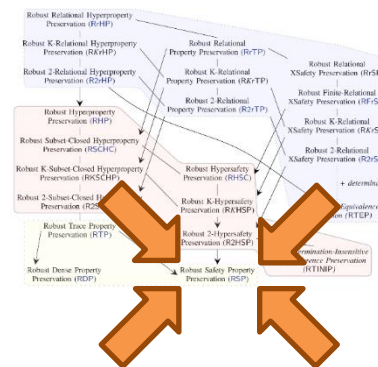 Robust Relational Hyperproperty
Preservation (RrHP)
Robust K-Relational Hyperproperty
Preservation (RKrHP)
Robust 2-Relational Hyperproperty
Preservation (R2rHP)
Robust Relational
Property Preservation (RrTP)
Robust K-Relational
Property Preservation (RKrTP)
Robust 2-Relational
Property Preservation (R2rTP)
Robust Relational
XSafety Preservation
Robust Finite-Relational
XSafety Preservation
Robust K-Relational
XSafety Preservation
Robust 2-Relational
XSafety Preservation
Robust Hyperproperty
Preservation (RHP)
Robust Subset-Closed Hyperproperty
Preservation (RSCHC)
Robust K-Subset-Closed Hyperproperty
Preservation (RKSCHP)
Robust 2-Subset-Closed
Preservation
Robust Hypersafety
Preservation (RHSC)
Robust K-Hypersafety
Preservation (RKHSP)
Robust 2-Hypersafety
Preservation (R2HSP)
(RTEP)
Preservation
(RTINIP)
Robust Trace Property
Preservation (RTP)
Robust Dense Property
Preservation (RDP)
Robust Safety Property
Preservation (RSP)